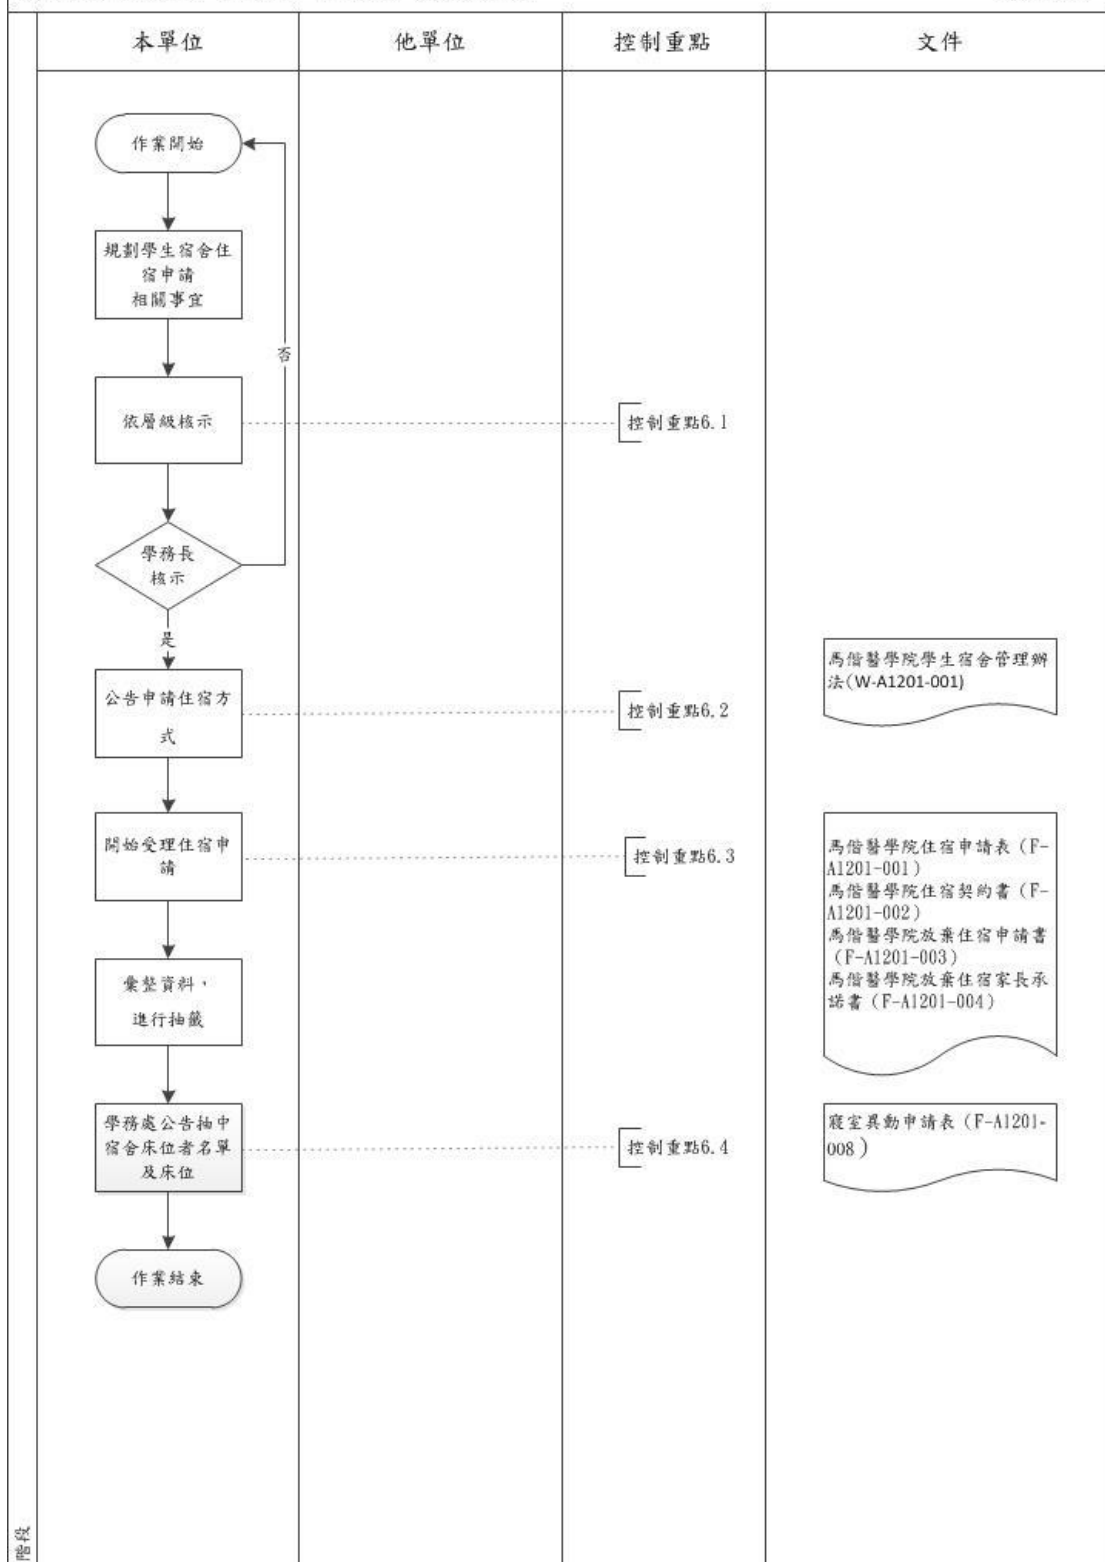 本單位
他單位
控制重點
文件
作業開始
規劃學生宿舍住
宿申請
相關事宜
否
依層級核示
控制重點6.1
學務長
核示
是
馬偕醫學院學生宿舍管理辦
法(W-A1201-001)
公告申請住宿方
式
控制重點6.2
開始受理住宿申
請
控制重點6.3
馬偕醫學院住宿申請表（F-
A1201-001）
馬偕醫學院住宿契約書（F-
A1201-002）
馬偕醫學院放棄住宿申請書
（F-A1201-003）
馬偕醫學院放棄住宿家長承
諾書（F-A1201-004）
彙整資料，
進行抽籤
學務處公告抽中
宿舍床位者名單
及床位
控制重點6.4
寢室異動申請表（F-A1201-
008）
作業結束
階段